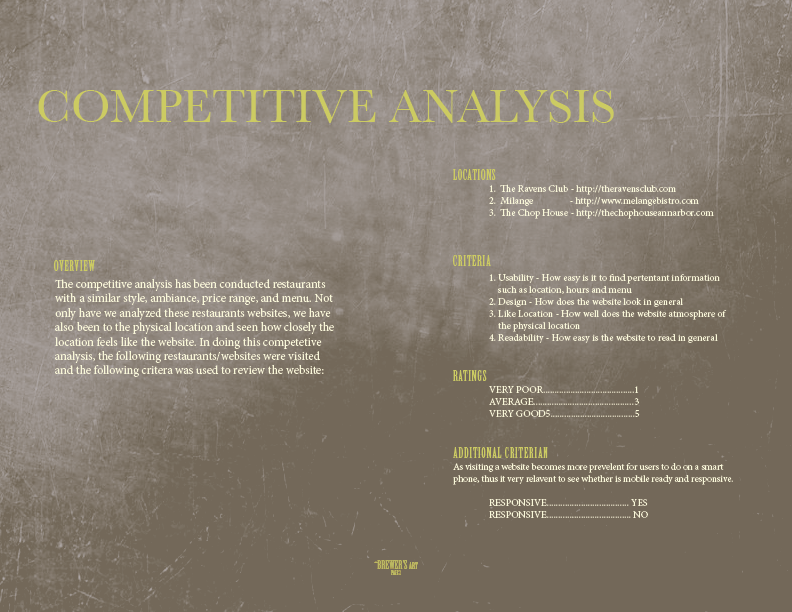 COMPETITIVE ANALYSIS
OVERVIEW
The competitive analysis has been conducted restaurants
with a similar style, ambiance, price range, and menu. Not
only have we analyzed these restaurants websites, we have
also been to the physical location and seen how closely the
location feels like the website. In doing this competetive
analysis, the following restaurants/websites were visited
and the following critera was used to review the website:
LOCATIONS
1. The Ravens Club - http://theravensclub.com
2. Milange - http://www.melangebistro.com
3. The Chop House - http://thechophouseannarbor.com
CRITERIA
1. Usability - How easy is it to find pertentant information
such as location, hours and menu
2. Design - How does the website look in general
3. Like Location - How well does the website atmosphere of
the physical location
4. Readability - How easy is the website to read in general
RATINGS
VERY POOR......................................1
AVERAGE..........................................3
VERY GOOD5...................................5
ADDITIONAL CRITERIAN
As visiting a website becomes more prevelent for users to do on a smart
phone, thus it very relavent to see whether is mobile ready and responsive.
RESPONSIVE................................... YES
RESPONSIVE................................... NO
BREWER'S ART